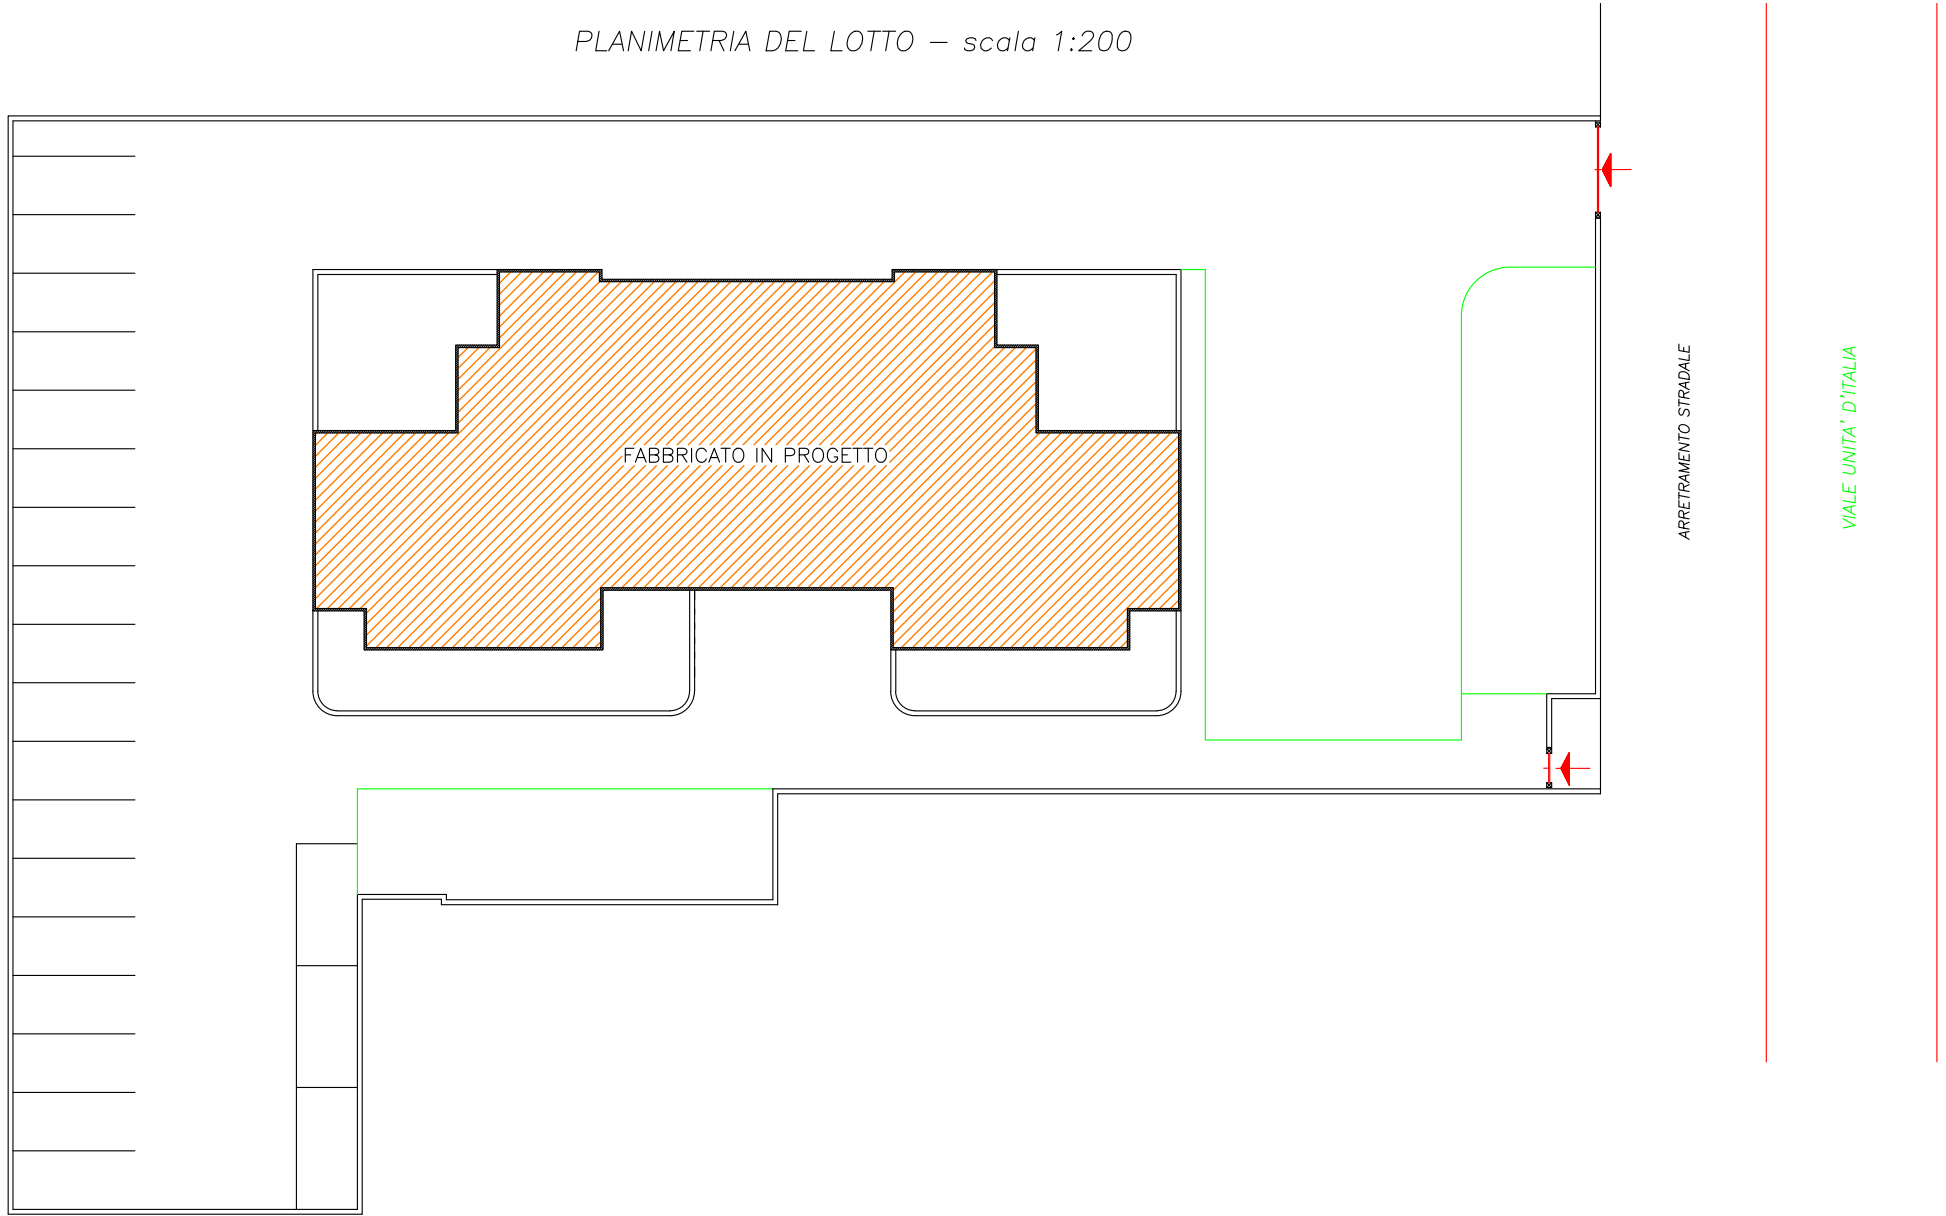 PLANIMETRIA DEL LOTTO – scala 1:200
FABBRICATO IN PROGETTO
ARRETRAMENTO STRADALE
VIALE UNITA' D'ITALIA